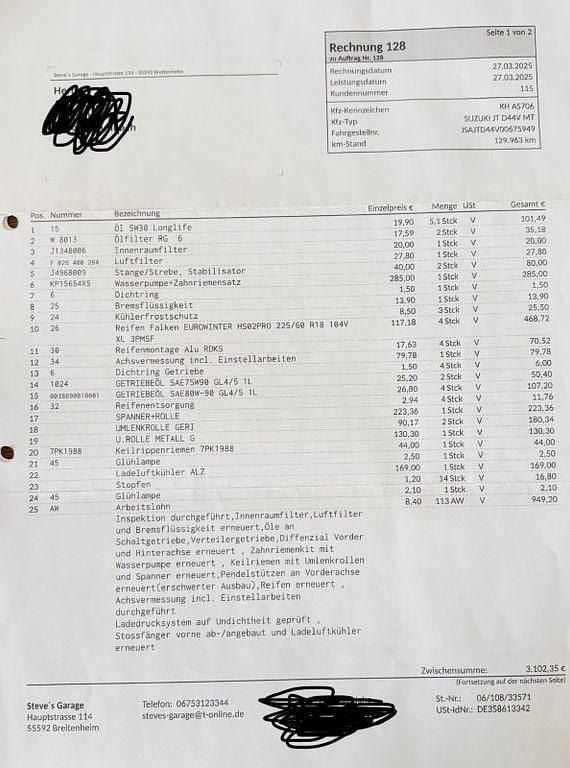 Seite 1 von 2
Rechnung 128
zu Auftrag Nr. 128
Rechnungsdatum 27.03.2025
Leistungsdatum 27.03.2025
Kundennummer 115
Kfz-Kennzeichen KH A5706
Kfz-Typ SUZUKI JT D44V MT
Fahrgestellnr. JSAJTD44V00675949
km-Stand 129.963 km
Steve's Garage - Hauptstrasse 114 - 55592 Breitenheim
Pos. Nummer Bezeichnung Einzelpreis € Menge USt Gesamt €
1 15 Öl 5W30 Longlife 19,90 5,1 Stck V 101,49
2 W 8013 Ölfilter RG 6 17,59 2 Stck V 35,18
3 J1348006 Innenraumfilter 20,00 1 Stck V 20,00
4 F 026 400 294 Luftfilter 27,80 1 Stck V 27,80
5 J4968009 Stange/Strebe, Stabilisator 40,00 2 Stck V 80,00
6 KP15654XS Wasserpumpe+Zahnriemensatz 285,00 1 Stck V 285,00
7 6 Dichtring 1,50 1 Stck V 1,50
8 25 Bremsflüssigkeit 13,90 1 Stck V 13,90
9 24 Kühlerfrostschutz 8,50 3 Stck V 25,50
10 26 Reifen Falken EUROWINTER HS02PRO 225/60 R18 104V 117,18 4 Stck V 468,72
XL 3PMSF
11 30 Reifenmontage Alu RDKS 17,63 4 Stck V 70,52
12 34 Achsvermessung incl. Einstellarbeiten 79,78 1 Stck V 79,78
13 6 Dichtring Getriebe 1,50 4 Stck V 6,00
14 1024 GETRIEBEÖL SAE75W90 GL4/5 1L 25,20 2 Stck V 50,40
15 0038090010001 GETRIEBEÖL SAE80W-90 GL4/5 1L 26,80 4 Stck V 107,20
16 32 Reifenentsorgung 2,94 4 Stck V 11,76
17 SPANNER+ROLLE 223,36 1 Stck V 223,36
18 UMLENKROLLE GERI 90,17 2 Stck V 180,34
19 U.ROLLE METALL G 130,30 1 Stck V 130,30
20 7PK1988 Keilrippenriemen 7PK1988 44,00 1 Stck V 44,00
21 45 Glühlampe 2,50 1 Stck V 2,50
22 Ladeluftkühler ALZ 169,00 1 Stck V 169,00
23 Stopfen 1,20 14 Stck V 16,80
24 45 Glühlampe 2,10 1 Stck V 2,10
25 AW Arbeitslohn 8,40 113 AW V 949,20
Inspektion durchgeführt,Innenraumfilter,Luftfilter
und Bremsflüssigkeit erneuert,Öle an
Schaltgetriebe,Verteilergetriebe,Diffenzial Vorder
und Hinterachse erneuert , Zahnriemenkit mit
Wasserpumpe erneuert , Keilriemen mit Umlenkrollen
und Spanner erneuert,Pendelstützen an Vorderachse
erneuert(erschwerter Ausbau),Reifen erneuert ,
Achsvermessung incl. Einstellarbeiten
durchgeführt
Ladedrucksystem auf Undichtheit geprüft ,
Stossfänger vorne ab-/angebaut und Ladeluftkühler
erneuert
Zwischensumme: 3.102,35 €
(Fortsetzung auf der nächsten Seite)
Steve´s Garage
Hauptstrasse 114
55592 Breitenheim
Telefon: 06753123344
steves-garage@t-online.de
St.-Nr.: 06/108/33571
USt-IdNr.: DE358613342